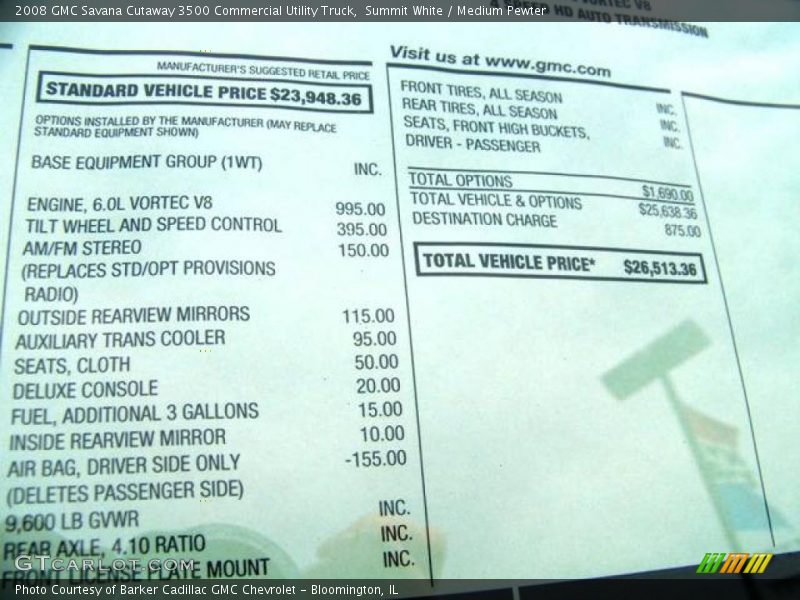 2008 GMC Savana Cutaway 3500 Commercial Utility Truck,  Summit White / Medium Pewter
HD AUTO TRANSMISSION
MANUFACTURER'S SUGGESTED RETAIL PRICE
STANDARD VEHICLE PRICE $23,948.36
OPTIONS INSTALLED BY THE MANUFACTURER (MAY REPLACE
STANDARD EQUIPMENT SHOWN)
BASE EQUIPMENT GROUP (1WT) INC.
ENGINE, 6.0L VORTEC V8 995.00
TILT WHEEL AND SPEED CONTROL 395.00
AM/FM STEREO 150.00
(REPLACES STD/OPT PROVISIONS
RADIO)
OUTSIDE REARVIEW MIRRORS 115.00
AUXILIARY TRANS COOLER 95.00
SEATS, CLOTH 50.00
DELUXE CONSOLE 20.00
FUEL, ADDITIONAL 3 GALLONS 15.00
INSIDE REARVIEW MIRROR 10.00
AIR BAG, DRIVER SIDE ONLY -155.00
(DELETES PASSENGER SIDE)
9,600 LB GVWR INC.
REAR AXLE, 4.10 RATIO INC.
FRONT LICENSE PLATE MOUNT INC.
Visit us at www.gmc.com
FRONT TIRES, ALL SEASON INC.
REAR TIRES, ALL SEASON INC.
SEATS, FRONT HIGH BUCKETS, INC.
DRIVER - PASSENGER
TOTAL OPTIONS $1,690.00
TOTAL VEHICLE & OPTIONS $25,638.36
DESTINATION CHARGE 875.00
TOTAL VEHICLE PRICE* $26,513.36
GTcarlot.com
Photo Courtesy of Barker Cadillac GMC Chevrolet - Bloomington, IL